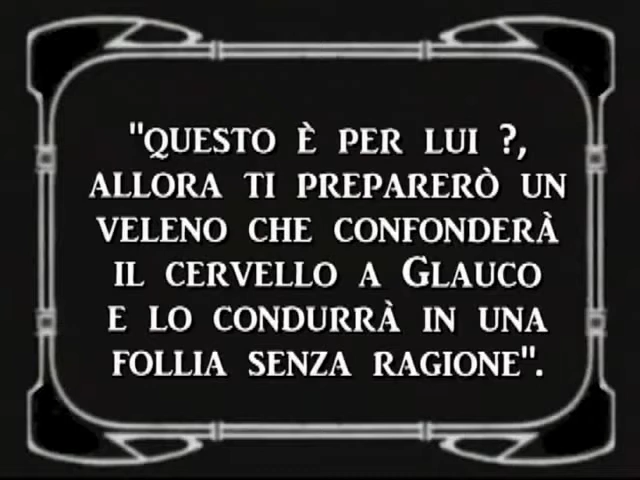 "QUESTO È PER LUI ?,
ALLORA TI PREPARERÒ UN
VELENO CHE CONFONDERÀ
IL CERVELLO A GLAUCO
E LO CONDURRÀ IN UNA
FOLLIA SENZA RAGIONE".